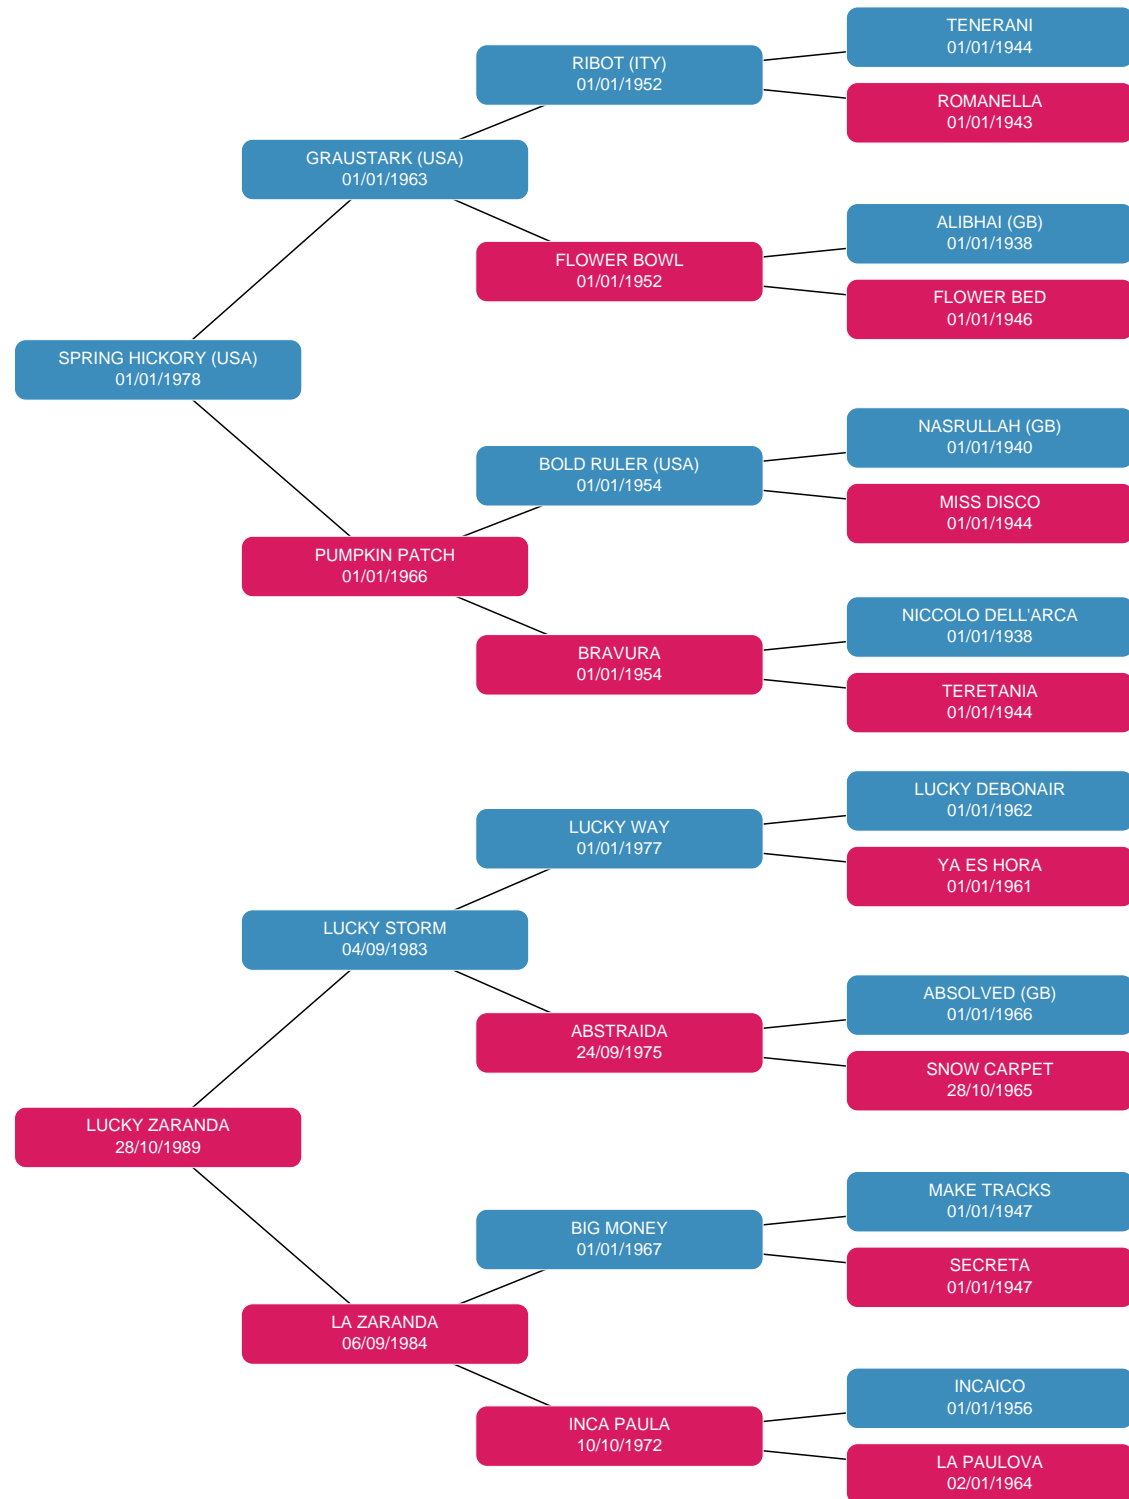 TENERANI
01/01/1944
RIBOT (ITY)
01/01/1952
ROMANELLA
01/01/1943
GRAUSTARK (USA)
01/01/1963
ALIBHAI (GB)
01/01/1938
FLOWER BOWL
01/01/1952
FLOWER BED
01/01/1946
SPRING HICKORY (USA)
01/01/1978
NASRULLAH (GB)
01/01/1940
BOLD RULER (USA)
01/01/1954
MISS DISCO
01/01/1944
PUMPKIN PATCH
01/01/1966
NICCOLO DELL'ARCA
01/01/1938
BRAVURA
01/01/1954
TERETANIA
01/01/1944
LUCKY DEBONAIR
01/01/1962
LUCKY WAY
01/01/1977
YA ES HORA
01/01/1961
LUCKY STORM
04/09/1983
ABSOLVED (GB)
01/01/1966
ABSTRAIDA
24/09/1975
SNOW CARPET
28/10/1965
LUCKY ZARANDA
28/10/1989
MAKE TRACKS
01/01/1947
BIG MONEY
01/01/1967
SECRETA
01/01/1947
LA ZARANDA
06/09/1984
INCAICO
01/01/1956
INCA PAULA
10/10/1972
LA PAULOVA
02/01/1964